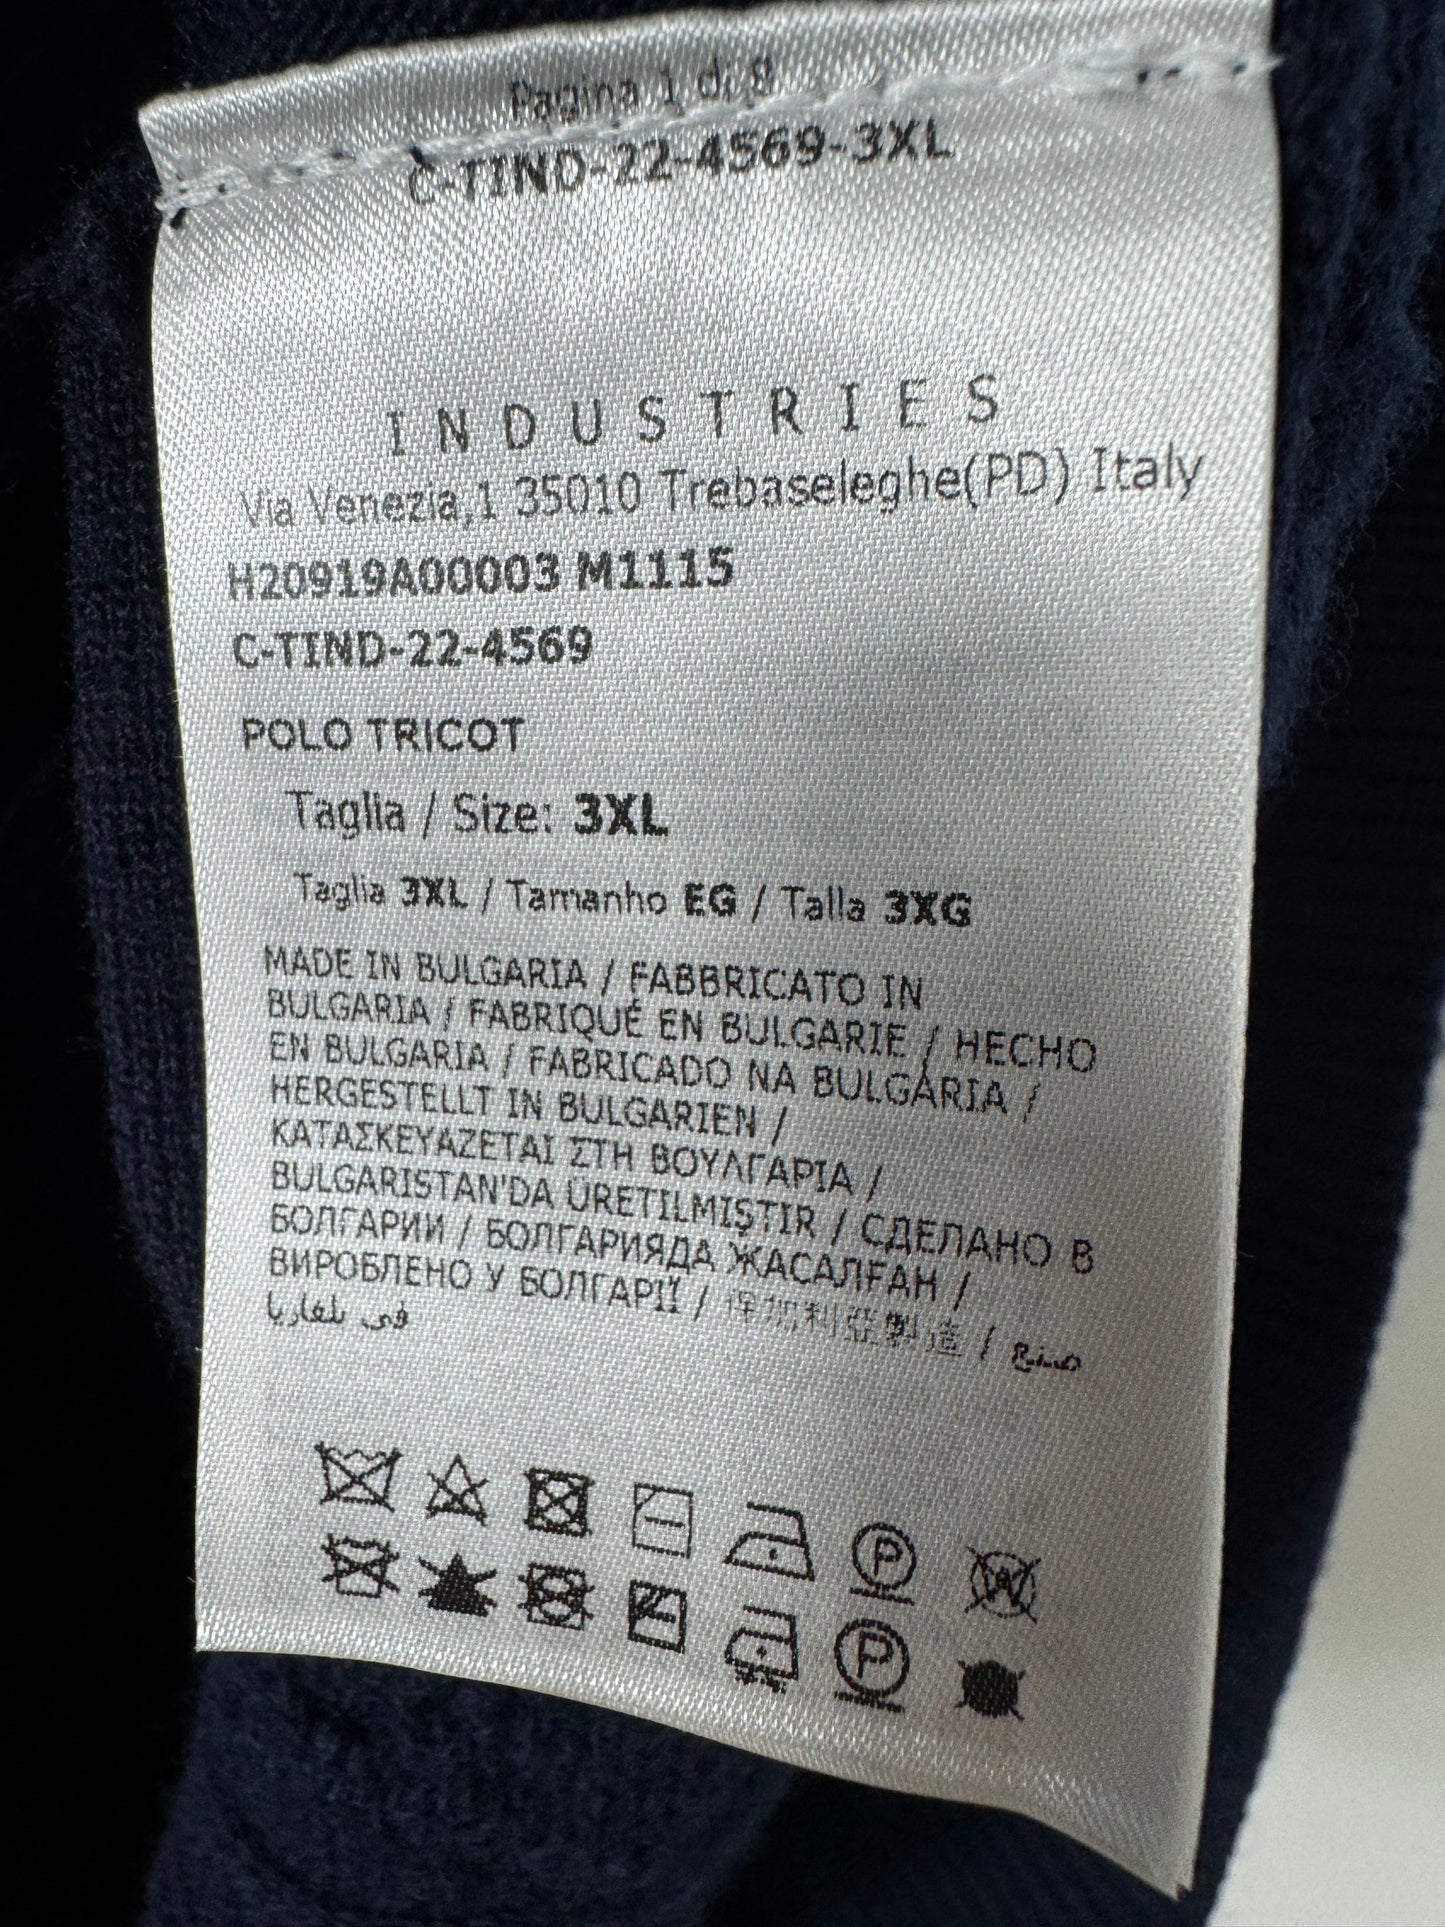 Pagina 1 di 8
C-TIND-22-4569-3XL
INDUSTRIES
Via Venezia,1 35010 Trebaseleghe(PD) Italy
H20919A00003 M1115
C-TIND-22-4569
POLO TRICOT
Taglia / Size: 3XL
Taglia 3XL / Tamanho EG / Talla 3XG
MADE IN BULGARIA / FABBRICATO IN
BULGARIA / FABRIQUÉ EN BULGARIE / HECHO
EN BULGARIA / FABRICADO NA BULGÁRIA /
HERGESTELLT IN BULGARIEN /
ΚΑΤΑΣΚΕΥΑΖΕΤΑΙ ΣΤΗ ΒΟΥΛΓΑΡΙΑ /
BULGARISTAN'DA ÜRETILMIŞTIR / СДЕЛАНО В
БОЛГАРИИ / БОЛГАРИЯДА ЖАСАЛҒАН /
ВИРОБЛЕНО У БОЛГАРІЇ / 保加利亞製造 / صنع
في بلغاريا
P W
P